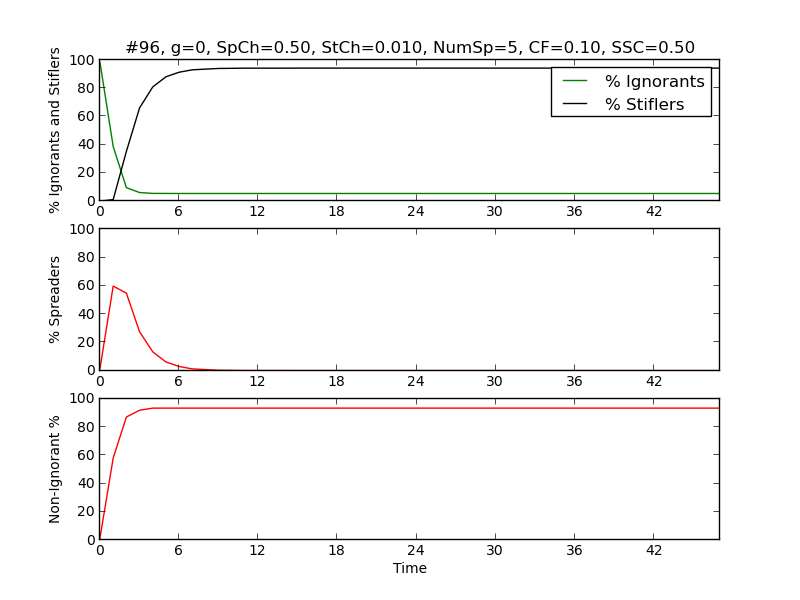 #96, g=0, SpCh=0.50, StCh=0.010, NumSp=5, CF=0.10, SSC=0.50
% Ignorants and Stiflers
100
80
60
40
20
0
% Ignorants
% Stiflers
0 6 12 18 24 30 36 42
% Spreaders
100
80
60
40
20
0
0 6 12 18 24 30 36 42
Non-Ignorant %
100
80
60
40
20
0
0 6 12 18 24 30 36 42
Time